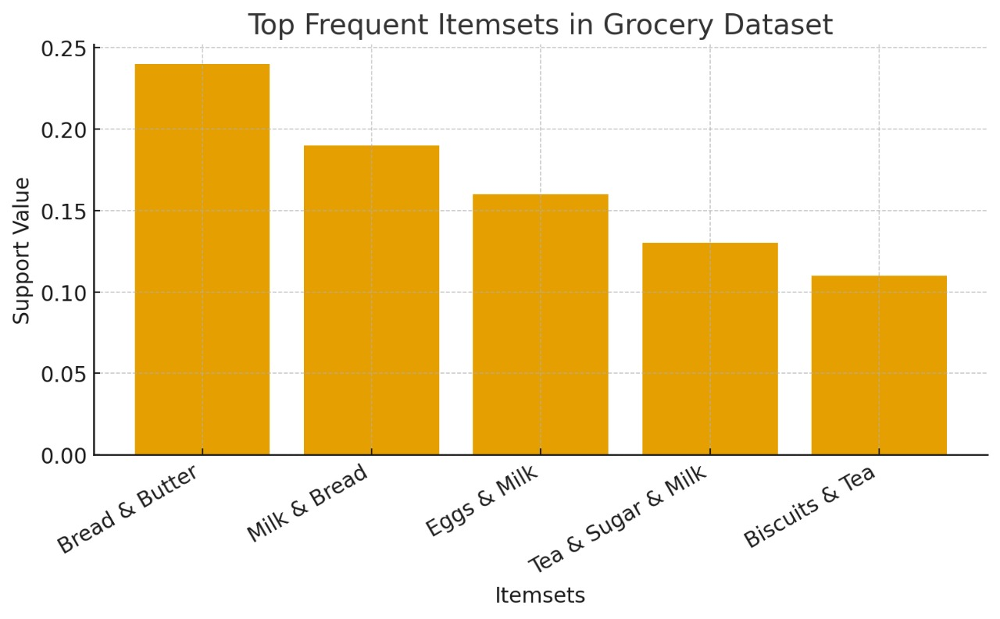 Top Frequent Itemsets in Grocery Dataset
Support Value
0.25
0.20
0.15
0.10
0.05
0.00
Bread & Butter
Milk & Bread
Eggs & Milk
Tea & Sugar & Milk
Biscuits & Tea
Itemsets